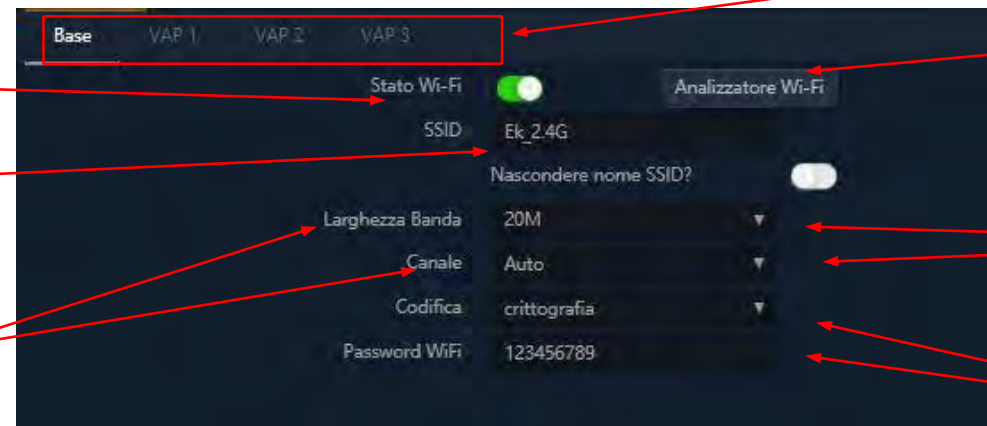 Base VAP 1 VAP 2 VAP 3
Stato Wi-Fi Analizzatore Wi-Fi
SSID Ek_2.4G
Nascondere nome SSID?
Larghezza Banda 20M
Canale Auto
Codifica crittografia
Password WiFi 123456789